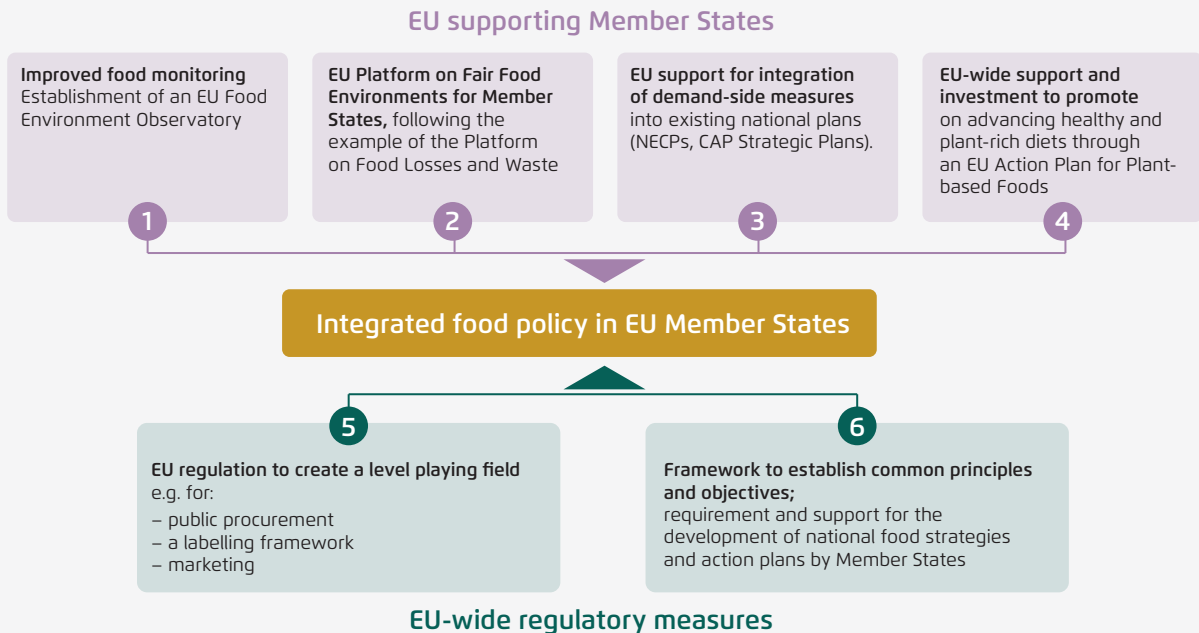 EU supporting Member States
Improved food monitoring
Establishment of an EU Food
Environment Observatory
1
EU Platform on Fair Food
Environments for Member
States, following the
example of the Platform
on Food Losses and Waste
2
EU support for integration
of demand-side measures
into existing national plans
(NECPs, CAP Strategic Plans).
3
EU-wide support and
investment to promote
on advancing healthy and
plant-rich diets through
an EU Action Plan for Plant-
based Foods
4
Integrated food policy in EU Member States
5
EU regulation to create a level playing field
e.g. for:
– public procurement
– a labelling framework
– marketing
6
Framework to establish common principles
and objectives;
requirement and support for the
development of national food strategies
and action plans by Member States
EU-wide regulatory measures